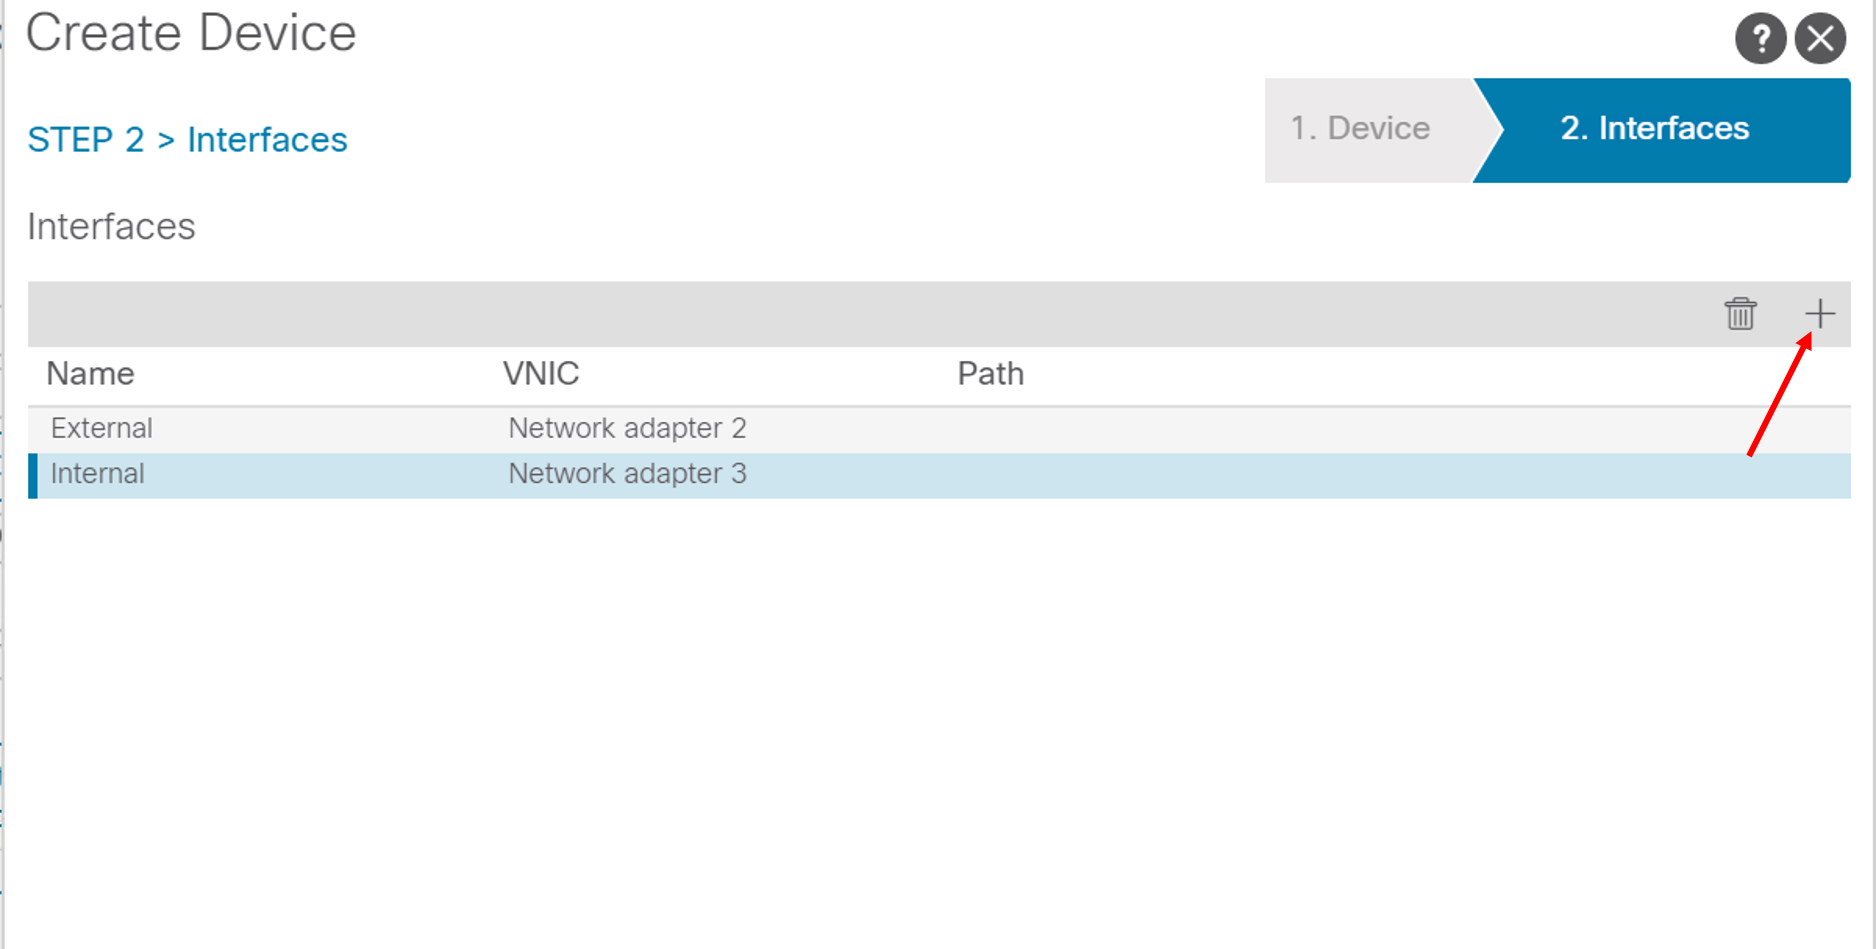 Create Device
?
1. Device
2. Interfaces
STEP 2 > Interfaces
Interfaces
Name VNIC Path
External Network adapter 2
Internal Network adapter 3